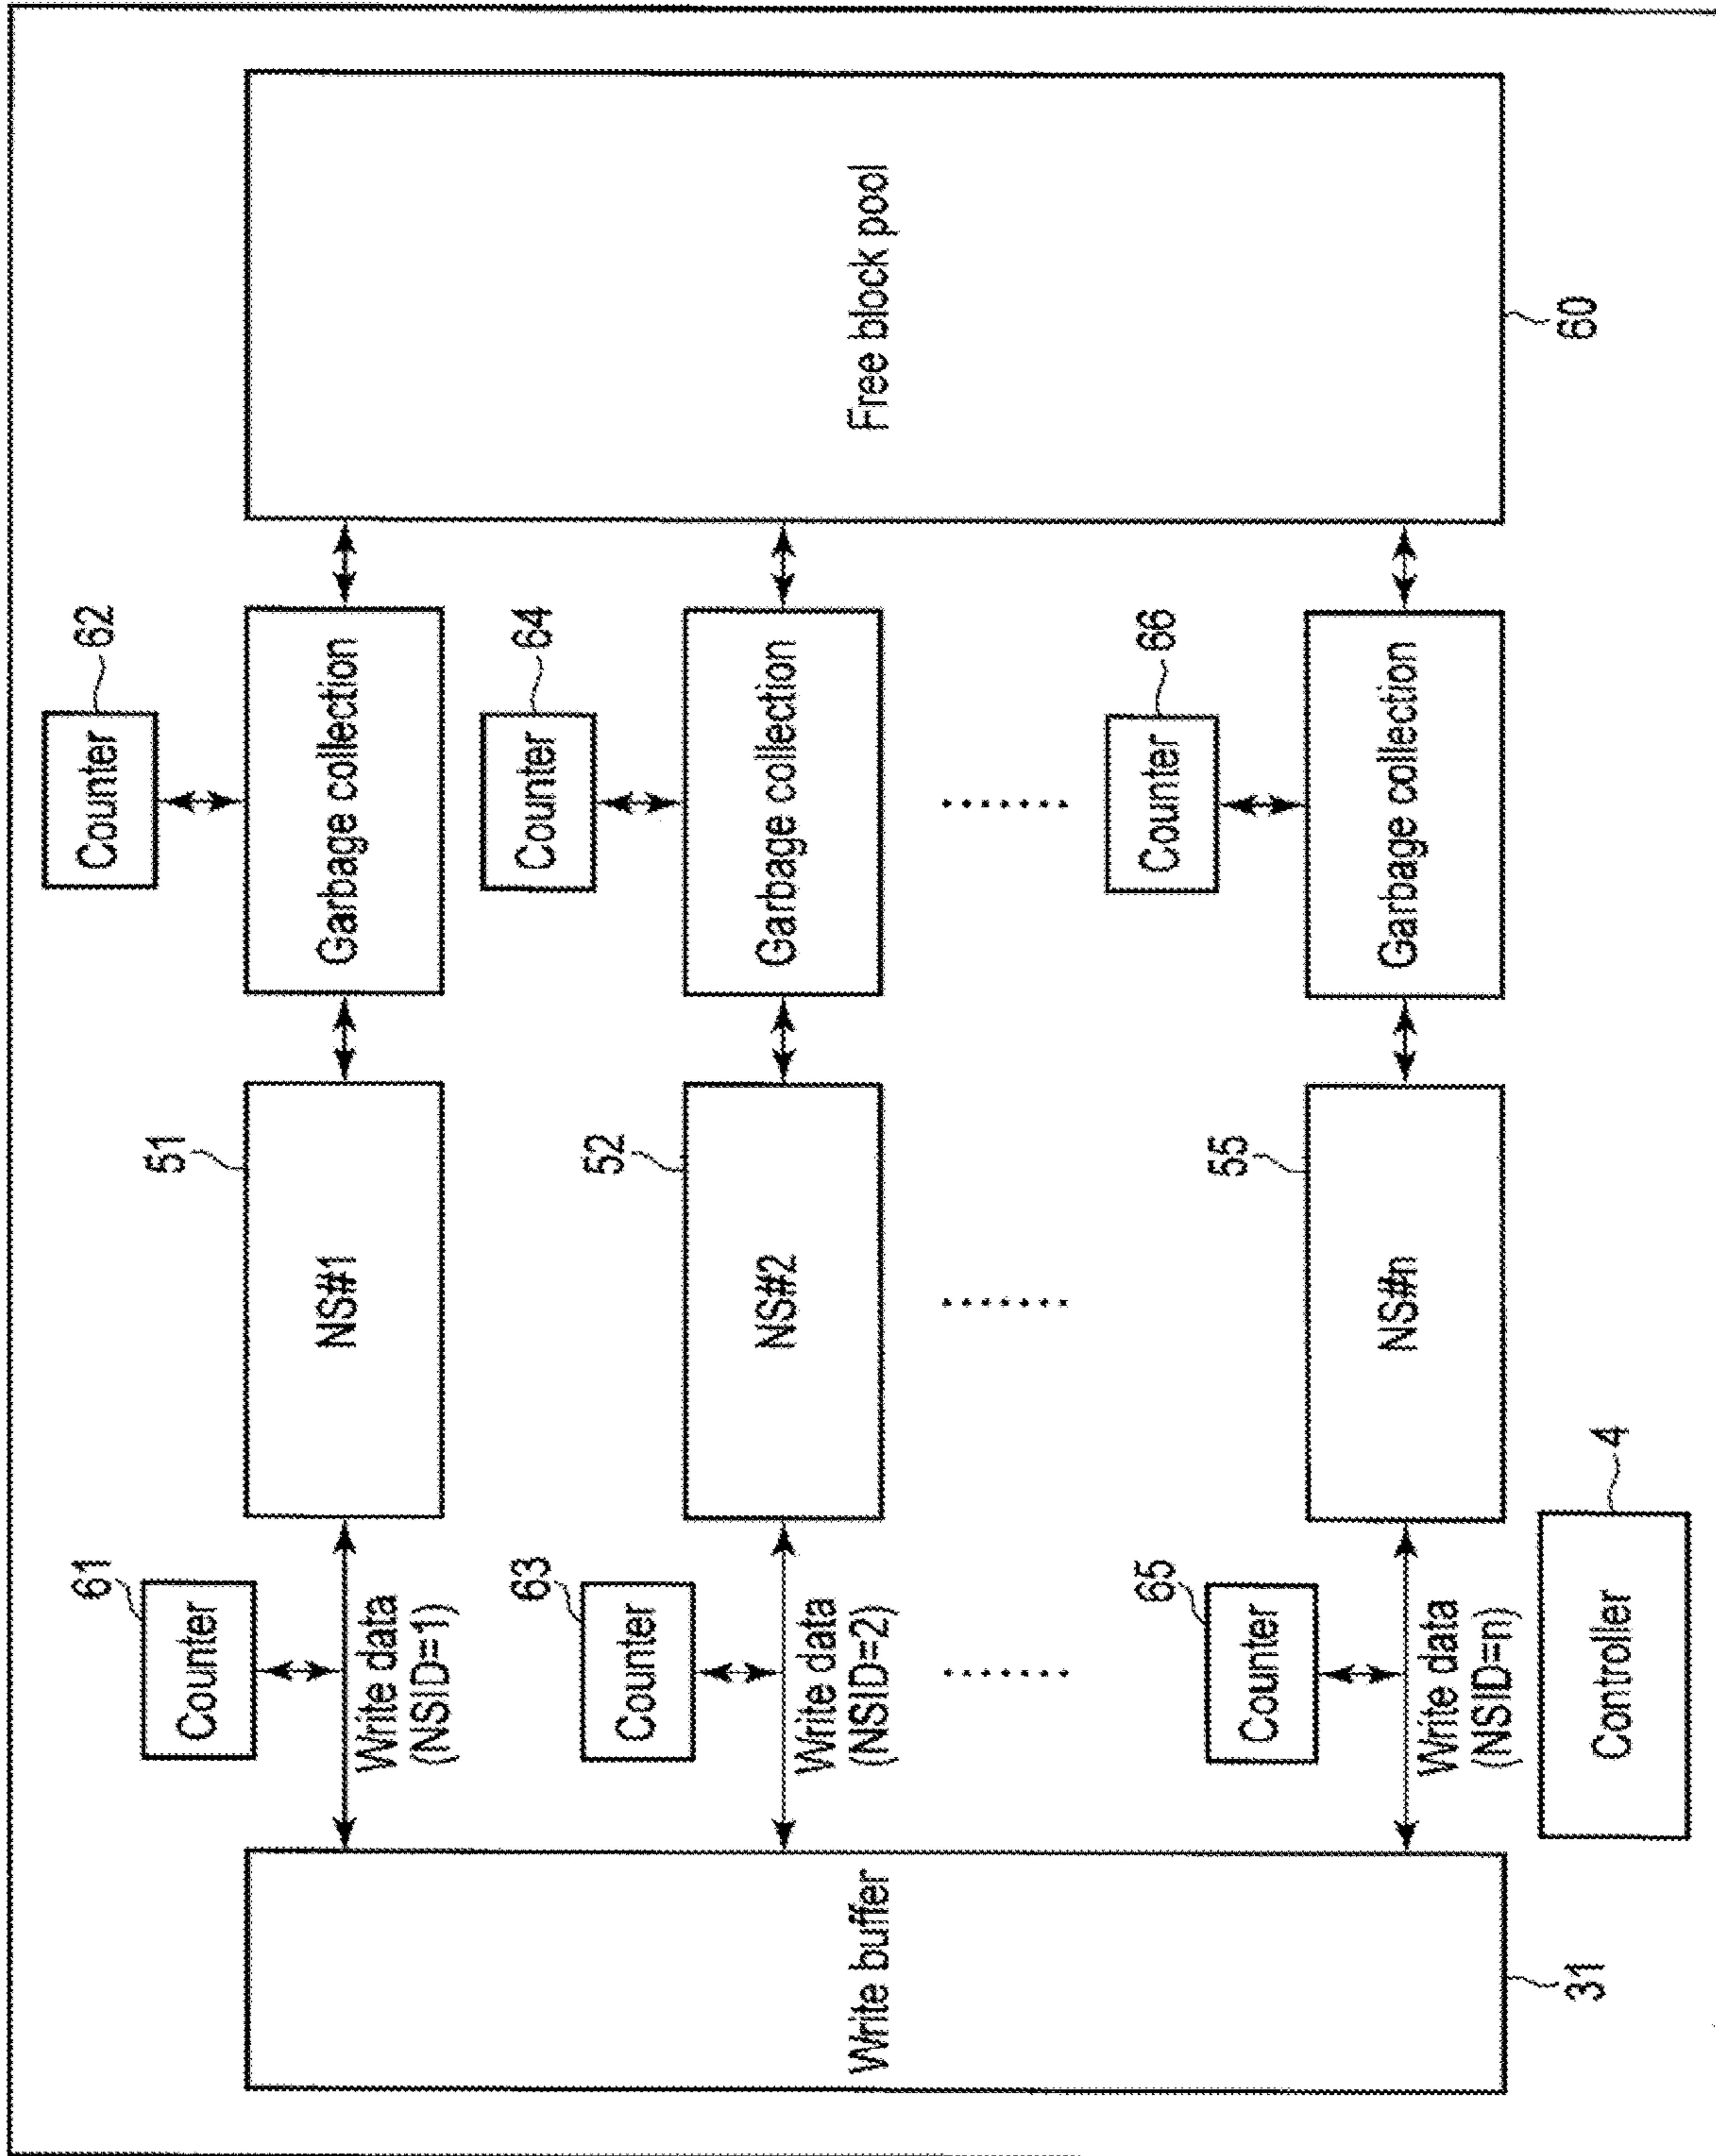 62
Counter
61
Counter
51
Write data
(NSID=1)
NS#1
Garbage collection
64
Counter
63
Counter
52
Write data
(NSID=2)
NS#2
Garbage collection
Write buffer
Free block pool
.......
.......
.......
66
Counter
65
Counter
55
Write data
(NSID=n)
NS#n
Garbage collection
31
Controller
4
60